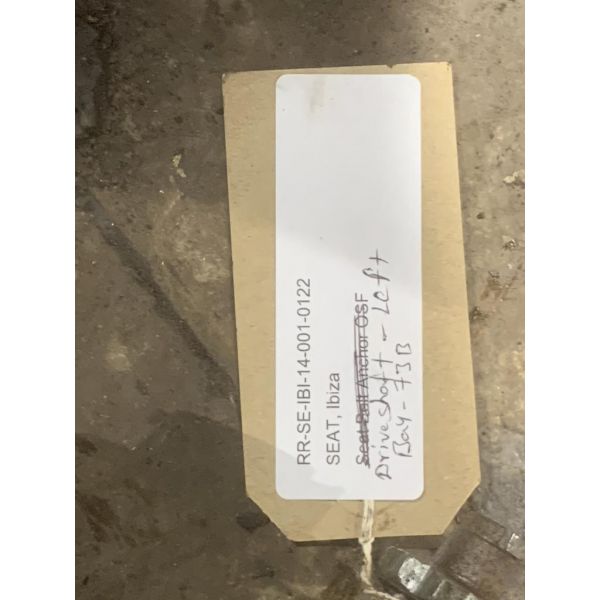 RR-SE-IBI-14-001-0122
SEAT, Ibiza
Seat Belt Anchor OSF
Driveshaft - Left
Bay - 73B